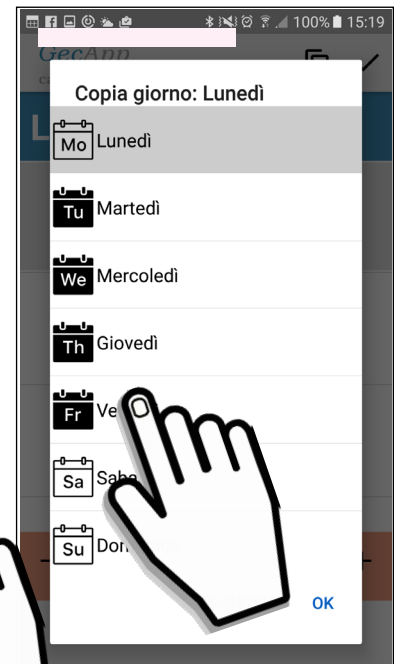 100% 15:19
GecApp
Copia giorno: Lunedì
Mo Lunedì
Tu Martedì
We Mercoledì
Th Giovedì
Fr
Sa
Su
OK